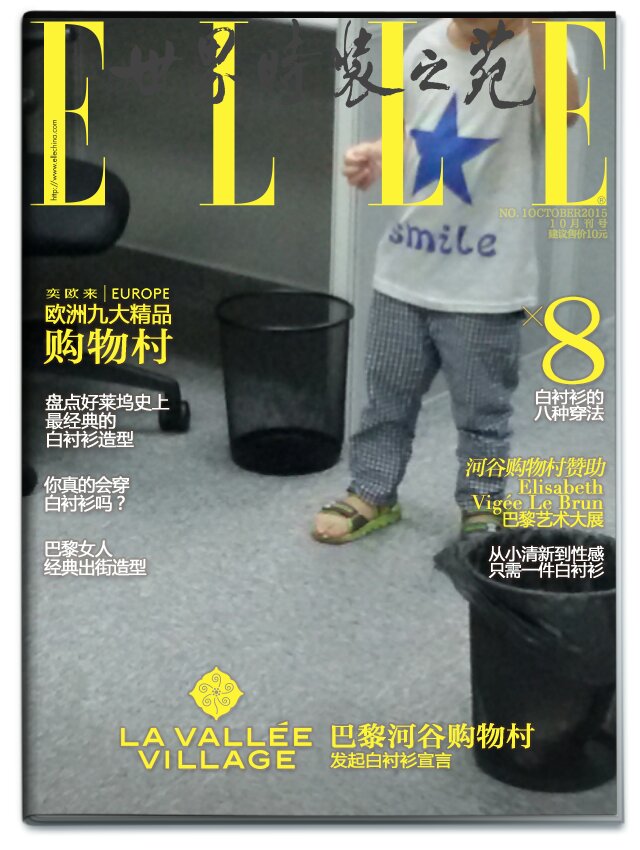 ELLE
世界時裝之苑
http://www.ellechina.com
NO. 1OCTOBER2015
10月刊号
建议售价10元
smile
奕欧来 | EUROPE
欧洲九大精品
购物村
×8
白衬衫的
八种穿法
盘点好莱坞史上
最经典的
白衬衫造型
你真的会穿
白衬衫吗？
巴黎女人
经典出街造型
河谷购物村赞助
Elisabeth
Vigée Le Brun
巴黎艺术大展
从小清新到性感
只需一件白衬衫
LA VALLÉE
VILLAGE
巴黎河谷购物村
发起白衬衫宣言